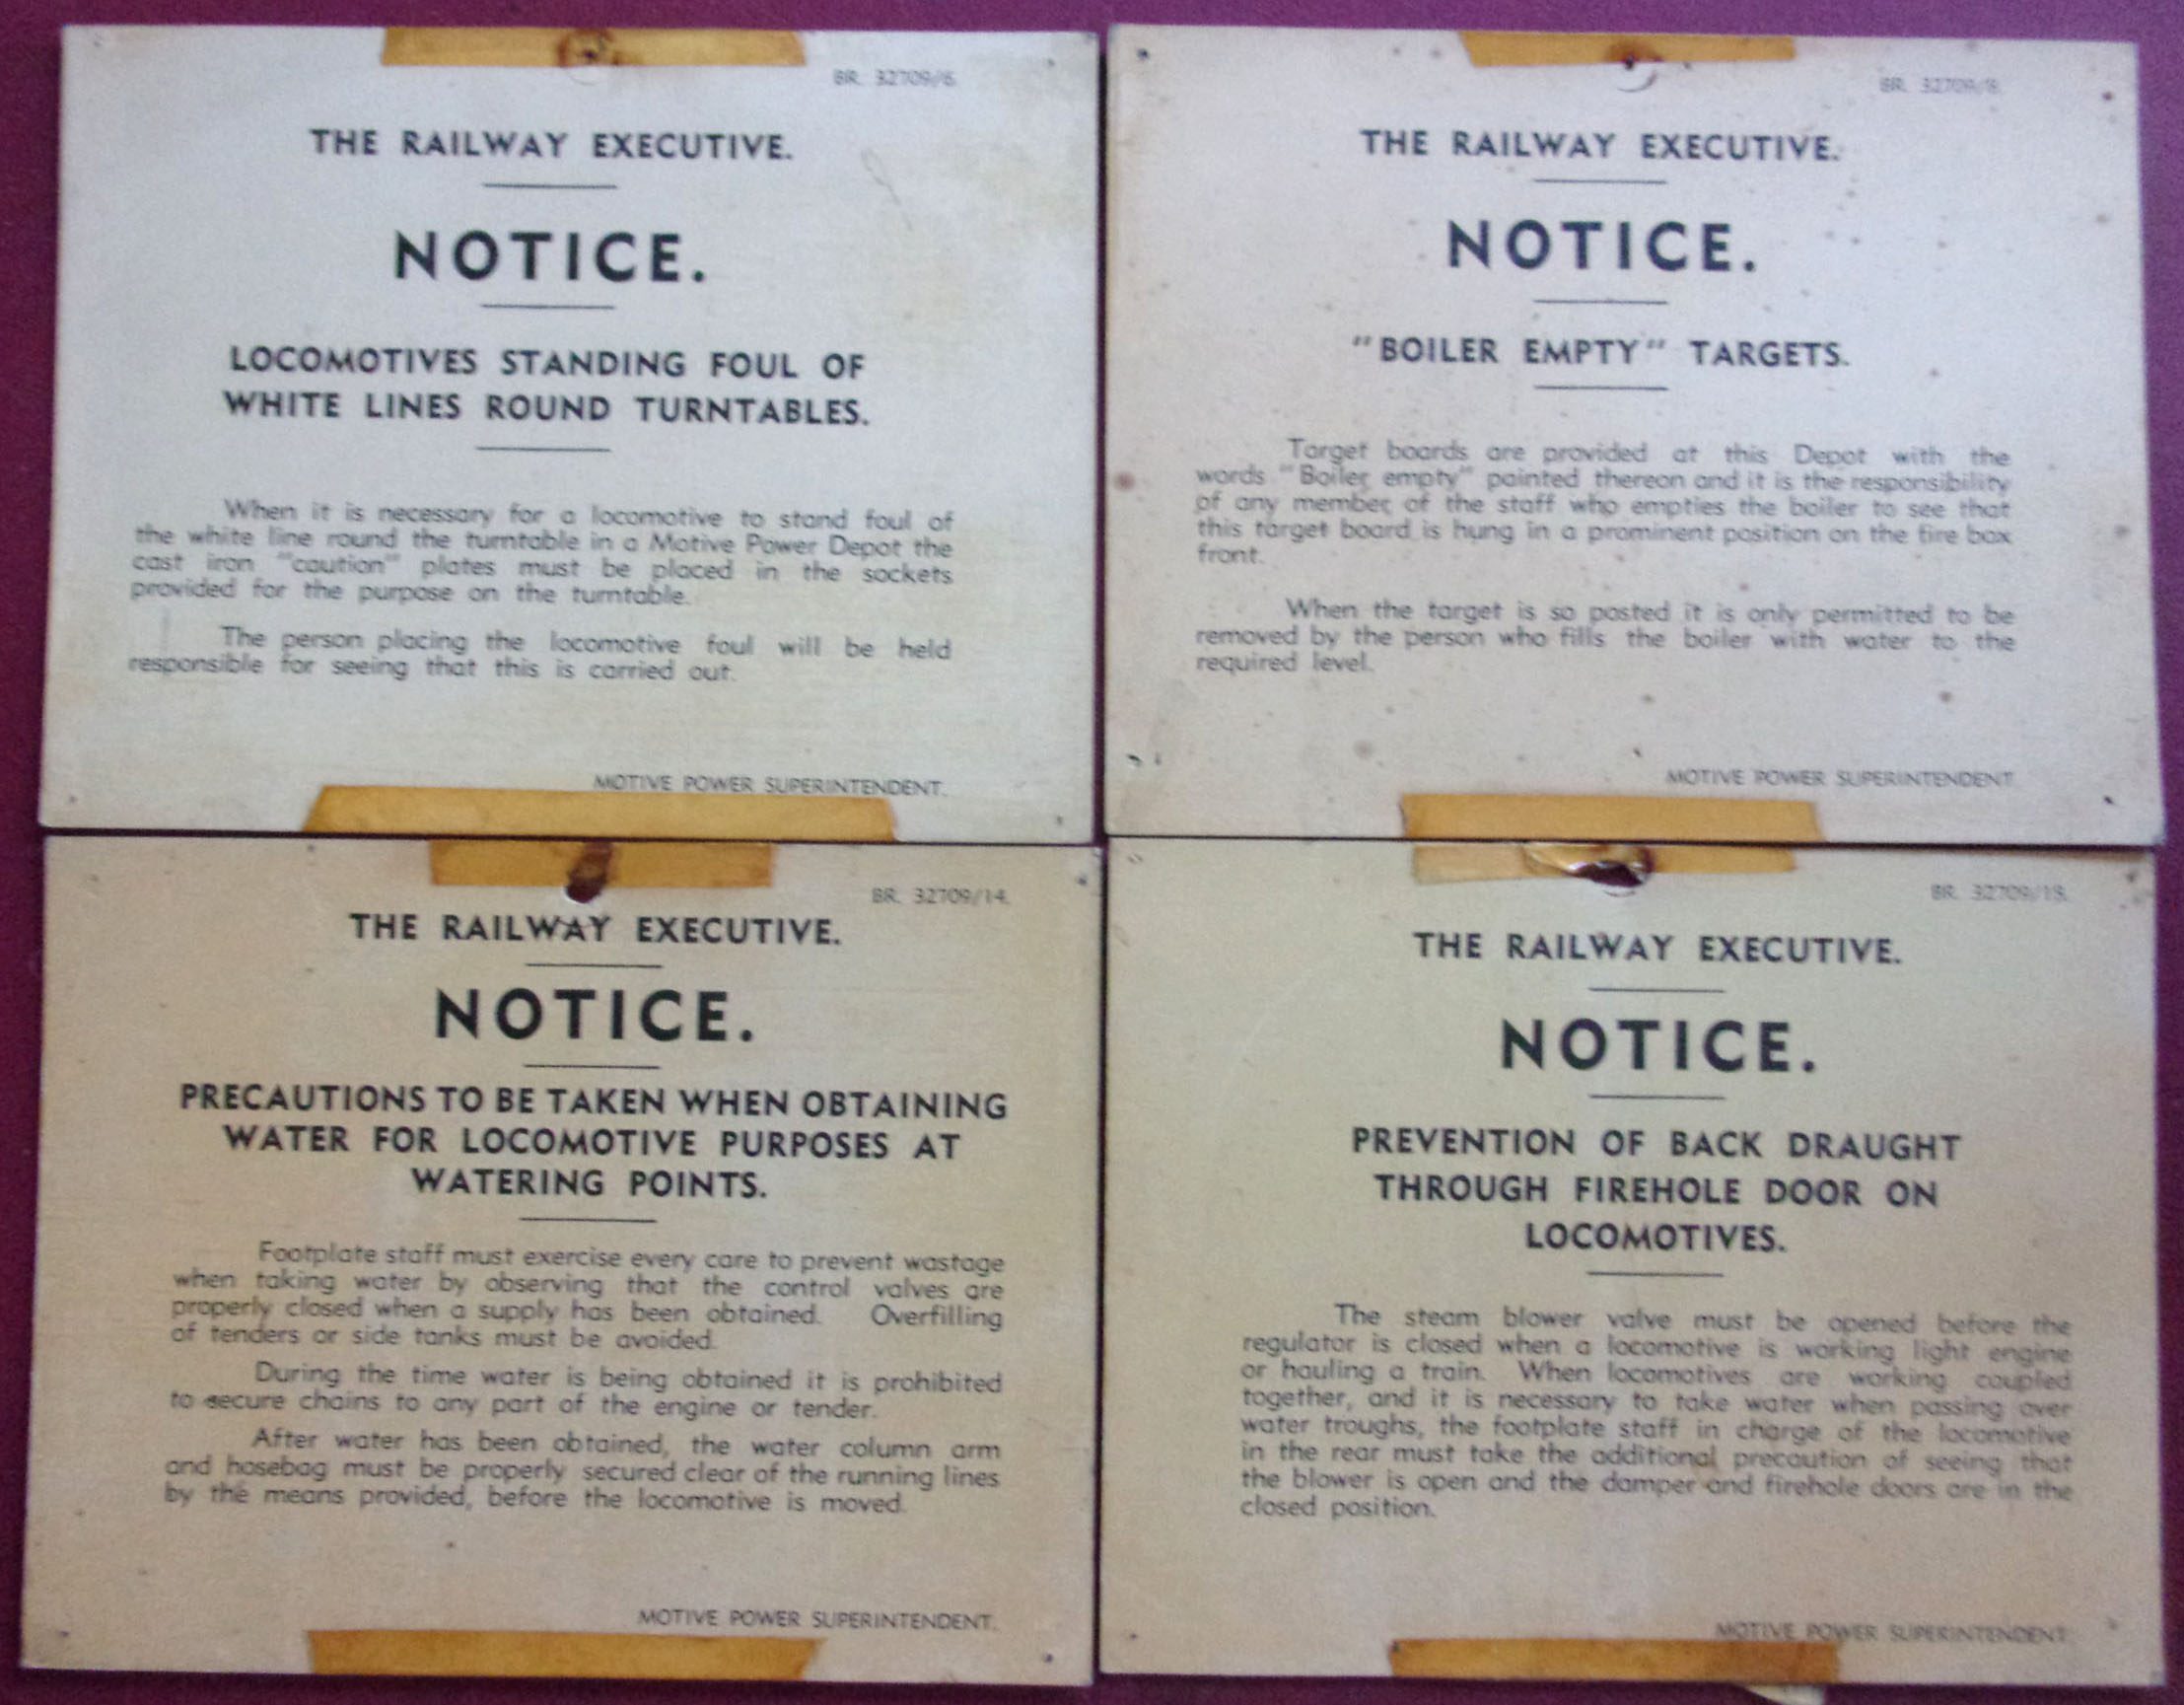 BR. 32709/6.
THE RAILWAY EXECUTIVE.
NOTICE.
LOCOMOTIVES STANDING FOUL OF
WHITE LINES ROUND TURNTABLES.
When it is necessary for a locomotive to stand foul of
the white line round the turntable in a Motive Power Depot the
cast iron "caution" plates must be placed in the sockets
provided for the purpose on the turntable.
The person placing the locomotive foul will be held
responsible for seeing that this is carried out.
MOTIVE POWER SUPERINTENDENT.
BR.
THE RAILWAY EXECUTIVE.
NOTICE.
"BOILER EMPTY" TARGETS.
Target boards are provided at this Depot with the
words "Boiler empty" painted thereon and it is the responsibility
of any member of the staff who empties the boiler to see that
this target board is hung in a prominent position on the fire box
front.
When the target is so posted it is only permitted to be
removed by the person who fills the boiler with water to the
required level.
MOTIVE POWER SUPERINTENDENT
BR. 32709/14.
THE RAILWAY EXECUTIVE.
NOTICE.
PRECAUTIONS TO BE TAKEN WHEN OBTAINING
WATER FOR LOCOMOTIVE PURPOSES AT
WATERING POINTS.
Footplate staff must exercise every care to prevent wastage
when taking water by observing that the control valves are
properly closed when a supply has been obtained. Overfilling
of tenders or side tanks must be avoided.
During the time water is being obtained it is prohibited
to secure chains to any part of the engine or tender.
After water has been obtained, the water column arm
and hosebag must be properly secured clear of the running lines
by the means provided, before the locomotive is moved.
MOTIVE POWER SUPERINTENDENT.
BR.
THE RAILWAY EXECUTIVE.
NOTICE.
PREVENTION OF BACK DRAUGHT
THROUGH FIREHOLE DOOR ON
LOCOMOTIVES.
The steam blower valve must be opened before the
regulator is closed when a locomotive is working light engine
or hauling a train. When locomotives are working coupled
together, and it is necessary to take water when passing over
water troughs, the footplate staff in charge of the locomotive
in the rear must take the additional precaution of seeing that
the blower is open and the damper and firehole doors are in the
closed position.
MOTIVE POWER SUPERINTENDENT